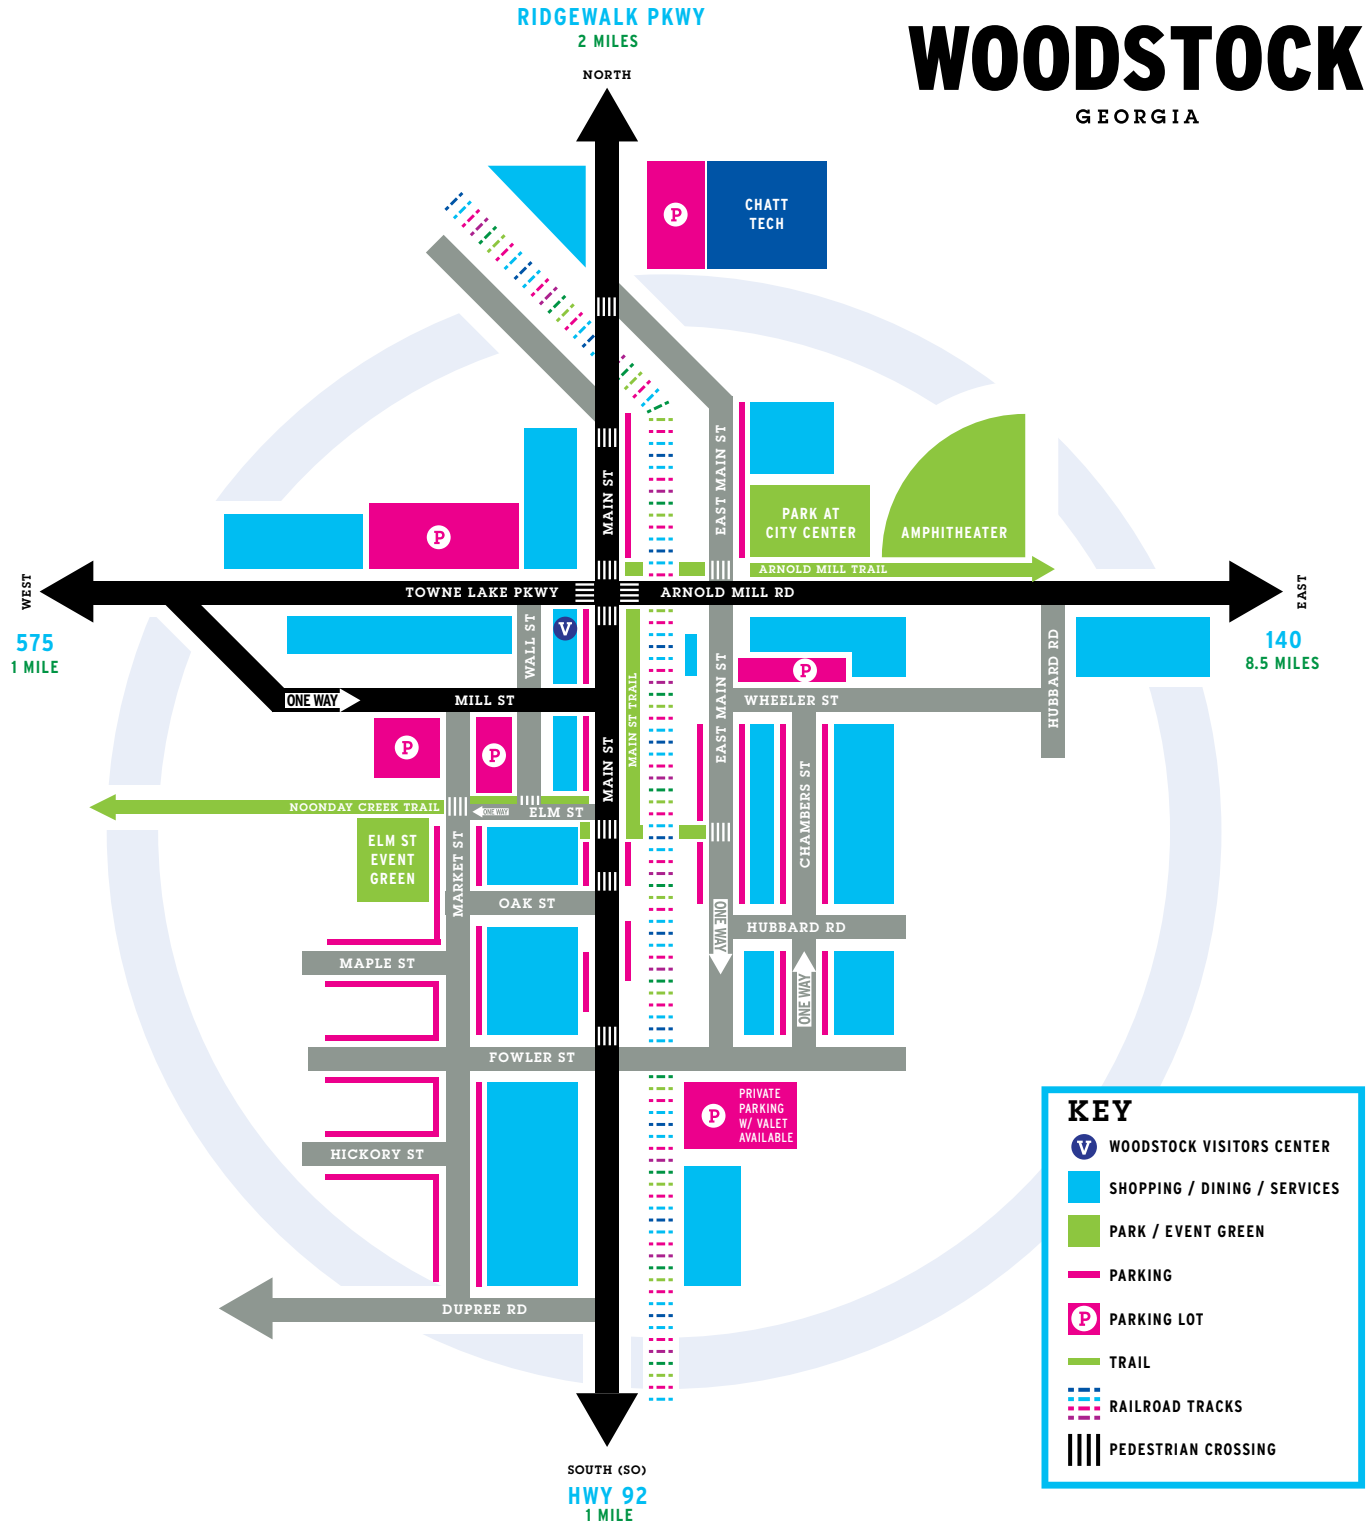 RIDGEWALK PKWY
2 MILES
NORTH
WOODSTOCK
GEORGIA
P
CHATT
TECH
MAIN ST
EAST MAIN ST
P
PARK AT
CITY CENTER
AMPHITHEATER
ARNOLD MILL TRAIL
WEST
575
1 MILE
TOWNE LAKE PKWY
ARNOLD MILL RD
EAST
140
8.5 MILES
WALL ST
V
MAIN ST TRAIL
EAST MAIN ST
P
HUBBARD RD
ONE WAY
MILL ST
WHEELER ST
P
P
MAIN ST
CHAMBERS ST
NOONDAY CREEK TRAIL
ONE WAY
ELM ST
ELM ST
EVENT
GREEN
MARKET ST
OAK ST
ONE WAY
HUBBARD RD
MAPLE ST
ONE WAY
FOWLER ST
P
PRIVATE
PARKING
W/ VALET
AVAILABLE
HICKORY ST
DUPREE RD
SOUTH (SO)
HWY 92
1 MILE
KEY
V WOODSTOCK VISITORS CENTER
SHOPPING / DINING / SERVICES
PARK / EVENT GREEN
PARKING
P PARKING LOT
TRAIL
RAILROAD TRACKS
PEDESTRIAN CROSSING